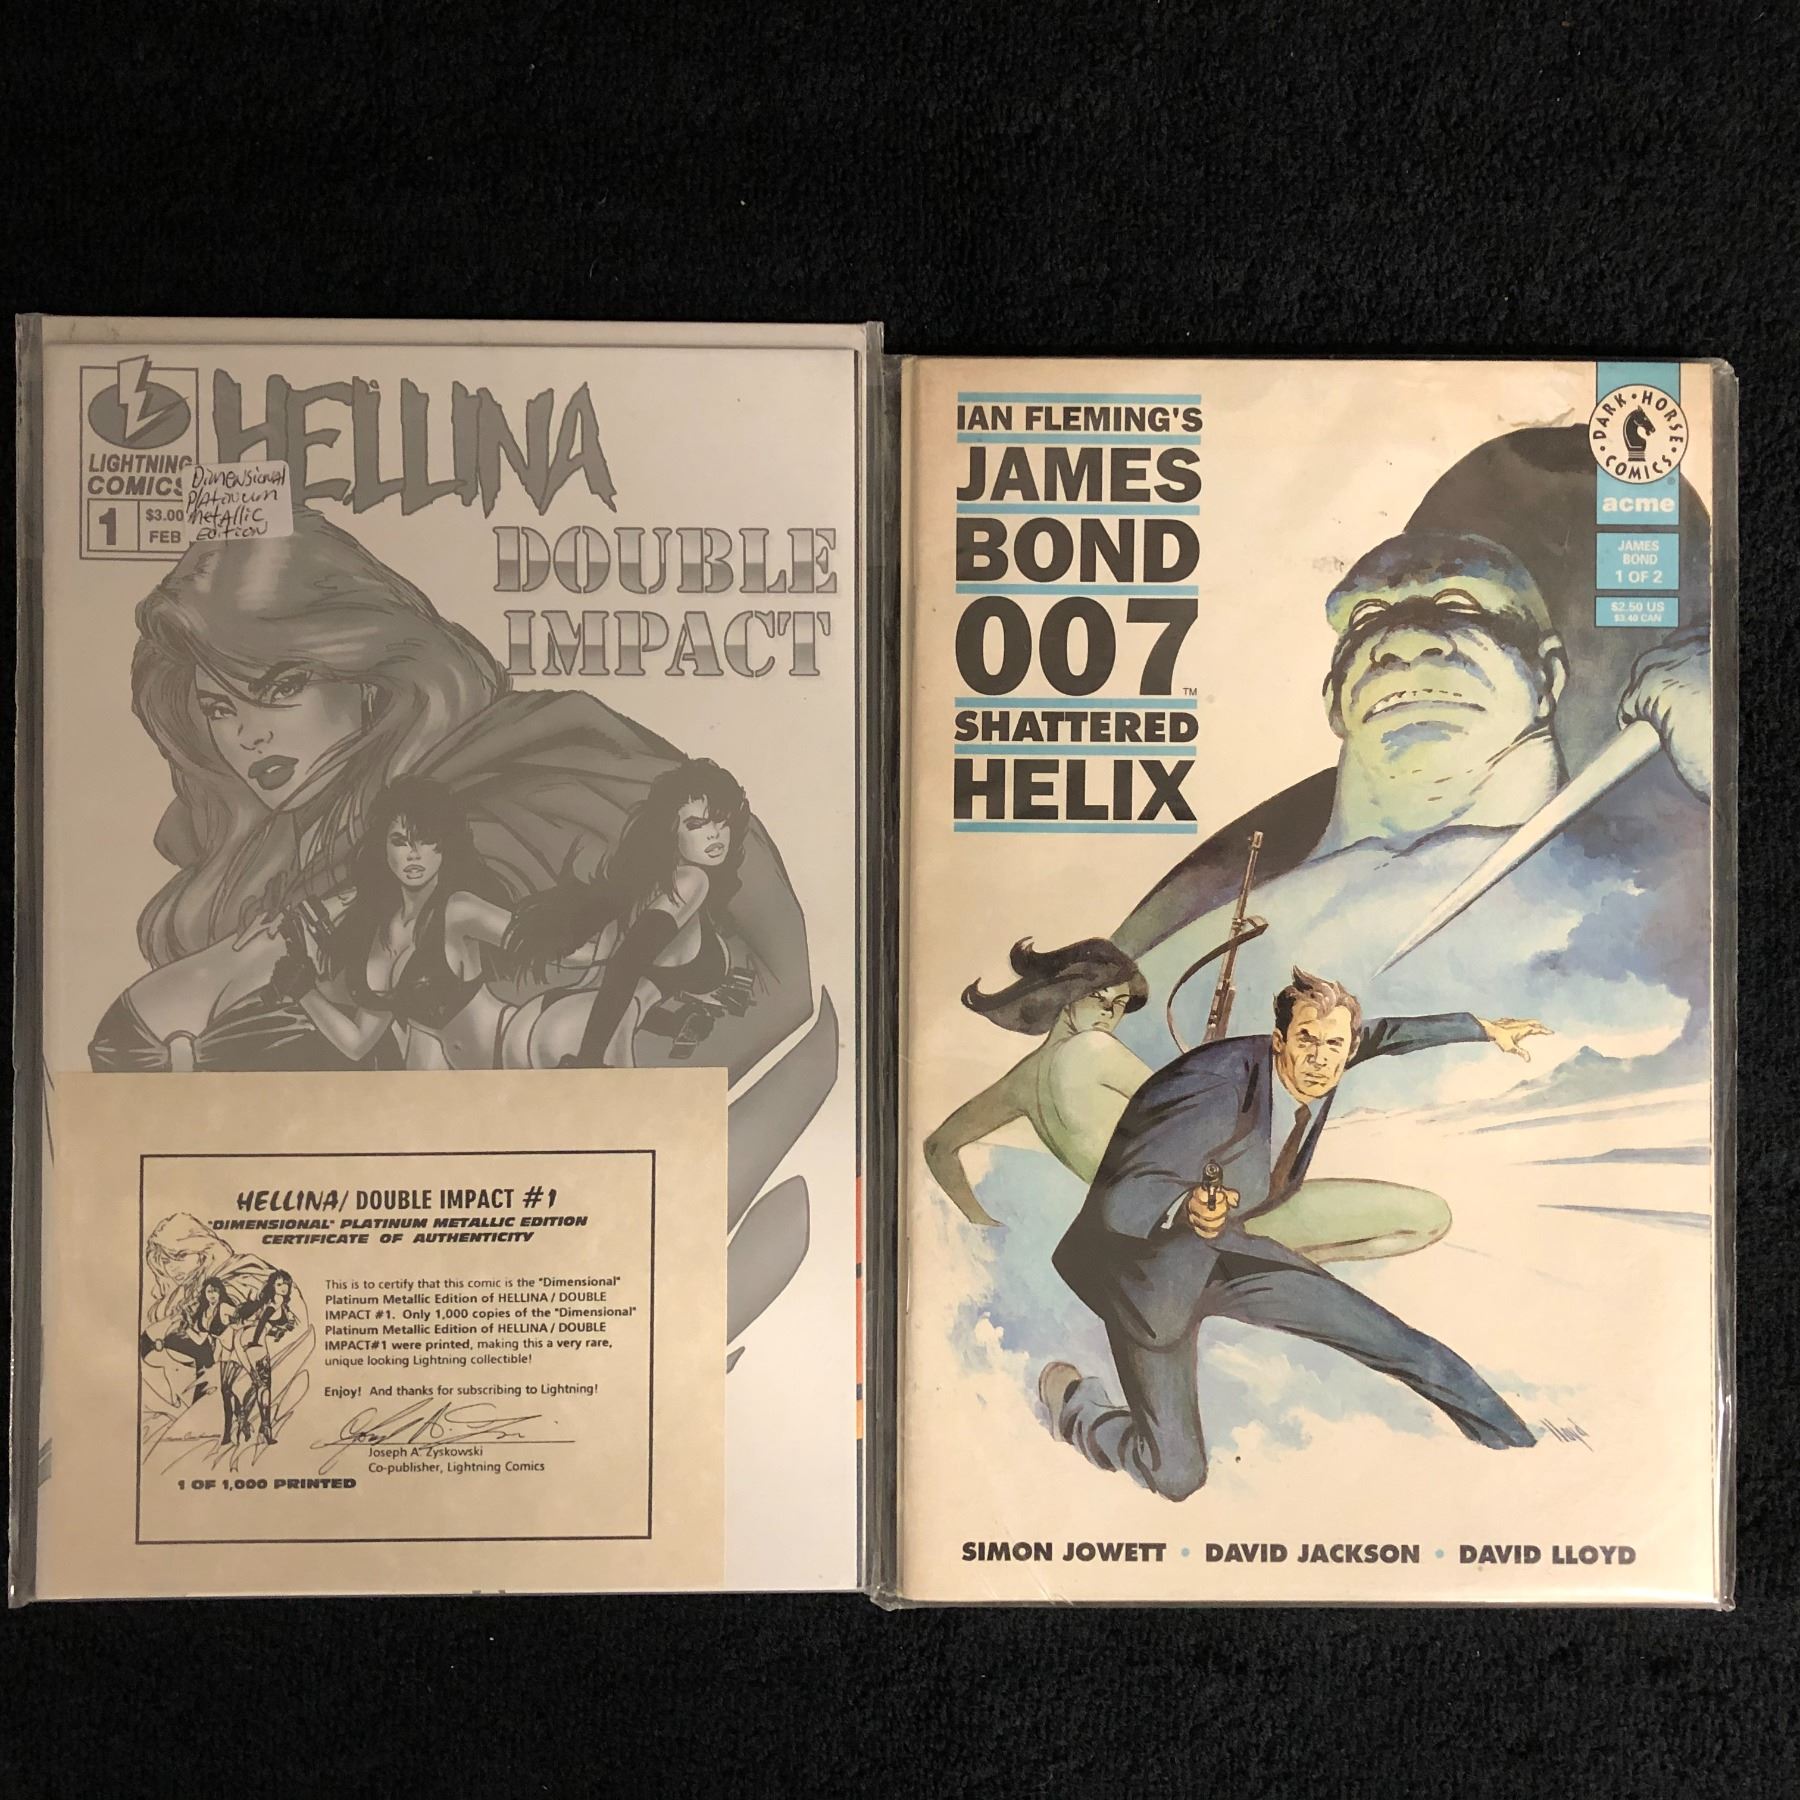 LIGHTNING
COMICS
1
$3.00
FEB
Dimensional
Platinum
Metallic
Edition
HELLINA
DOUBLE
IMPACT
HELLINA/ DOUBLE IMPACT #1
"DIMENSIONAL" PLATINUM METALLIC EDITION
CERTIFICATE OF AUTHENTICITY
This is to certify that this comic is the "Dimensional"
Platinum Metallic Edition of HELLINA / DOUBLE
IMPACT #1. Only 1,000 copies of the "Dimensional"
Platinum Metallic Edition of HELLINA / DOUBLE
IMPACT#1 were printed, making this a very rare,
unique looking Lightning collectible!
Enjoy! And thanks for subscribing to Lightning!
Joseph A. Zyskowski
Co-publisher, Lightning Comics
1 OF 1,000 PRINTED
IAN FLEMING'S
JAMES
BOND
007™
SHATTERED
HELIX
DARK • HORSE
• COMICS •
acme
JAMES
BOND
1 OF 2
$2.50 US
$3.40 CAN
lloyd
SIMON JOWETT • DAVID JACKSON • DAVID LLOYD